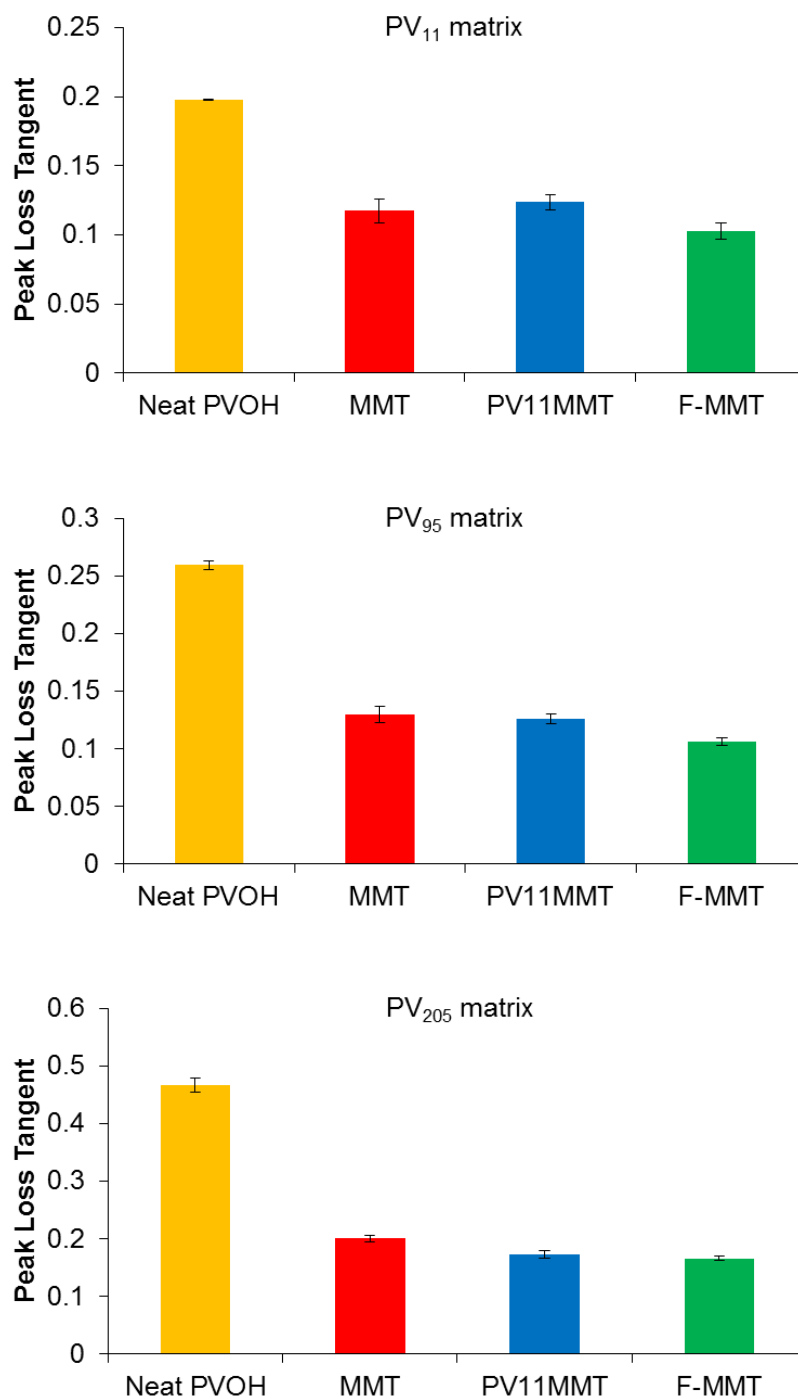 PV₁₁ matrix
Peak Loss Tangent
0.25
0.2
0.15
0.1
0.05
0
Neat PVOH MMT PV11MMT F-MMT
PV₉₅ matrix
Peak Loss Tangent
0.3
0.25
0.2
0.15
0.1
0.05
0
Neat PVOH MMT PV11MMT F-MMT
PV₂₀₅ matrix
Peak Loss Tangent
0.6
0.5
0.4
0.3
0.2
0.1
0
Neat PVOH MMT PV11MMT F-MMT